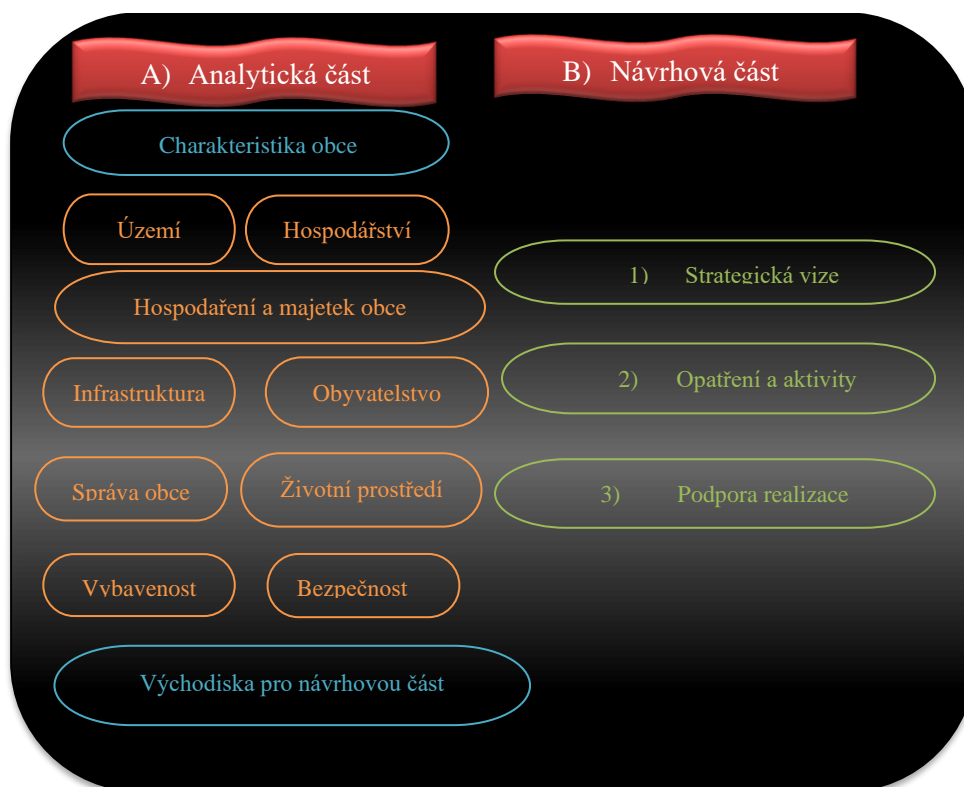 A) Analytická část
Charakteristika obce
Území
Hospodářství
Hospodaření a majetek obce
Infrastruktura
Obyvatelstvo
Správa obce
Životní prostředí
Vybavenost
Bezpečnost
Východiska pro návrhovou část
B) Návrhová část
1) Strategická vize
2) Opatření a aktivity
3) Podpora realizace